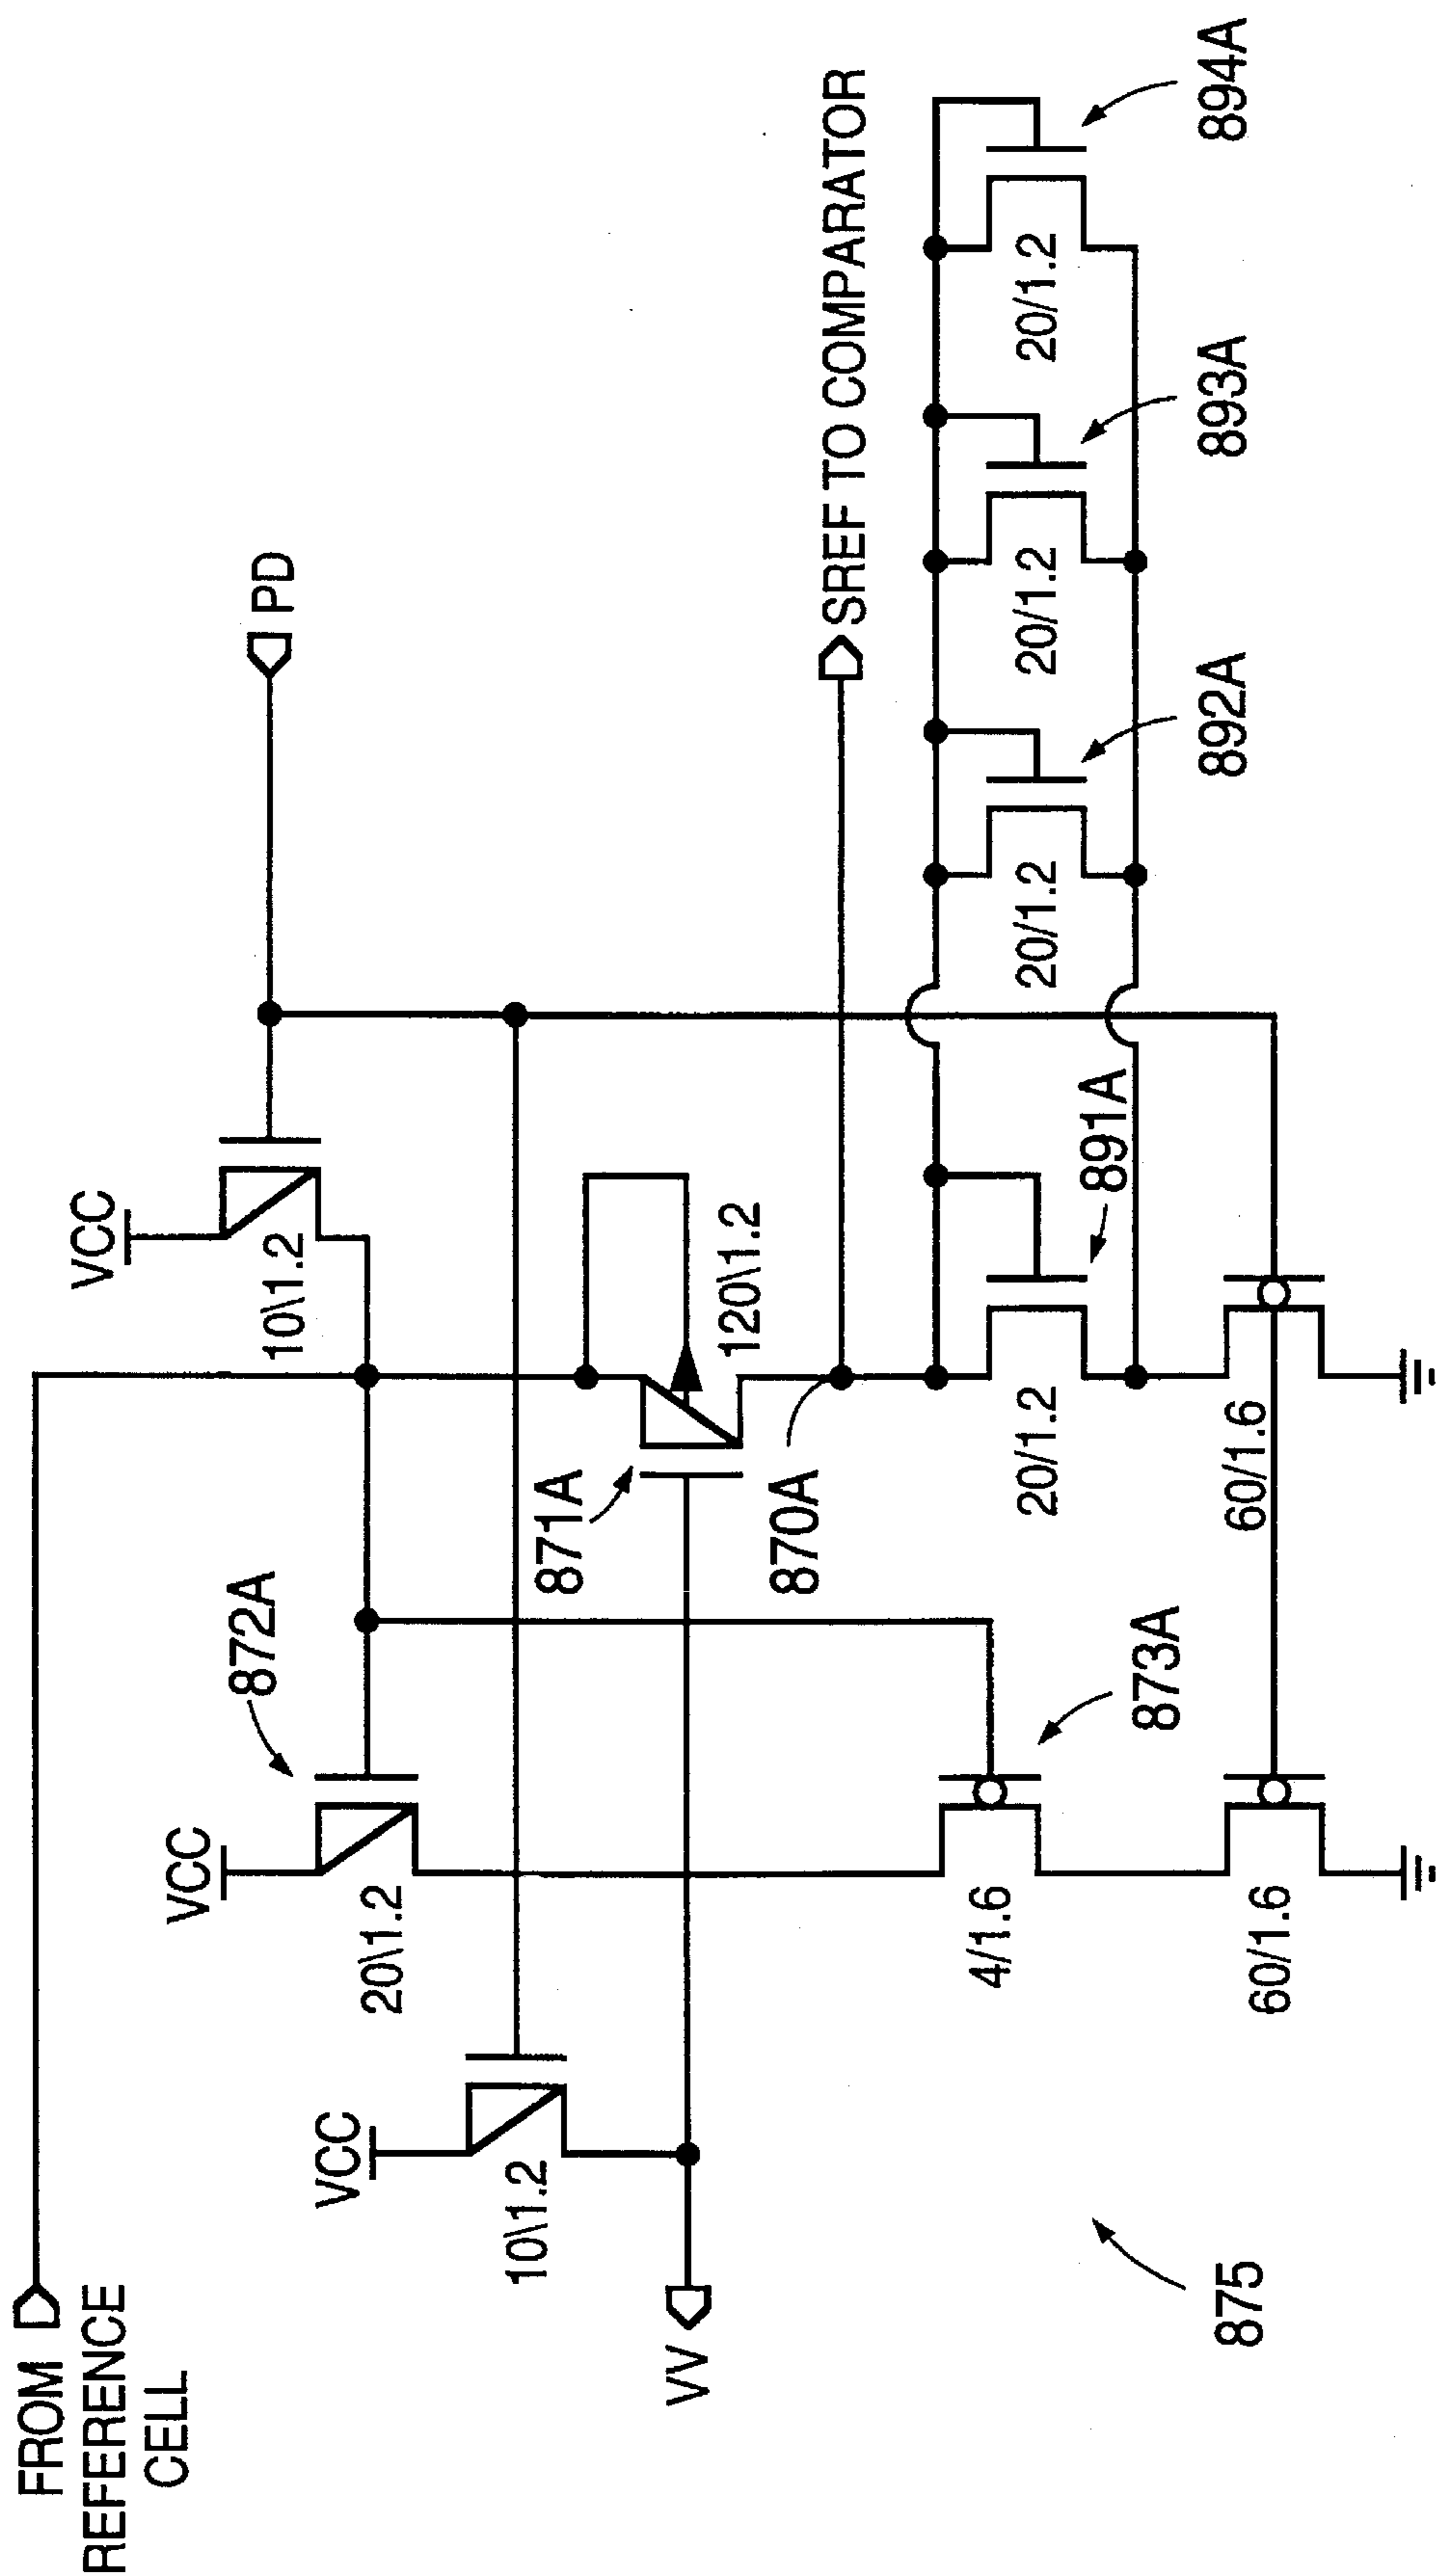 FROM
REFERENCE
CELL
VCC
10\1.2
PD
VCC
872A
20\1.2
VCC
10\1.2
VV
871A
120\1.2
870A
SREF TO COMPARATOR
891A
20/1.2
20/1.2
892A
20/1.2
893A
20/1.2
894A
873A
4/1.6
60/1.6
60/1.6
875